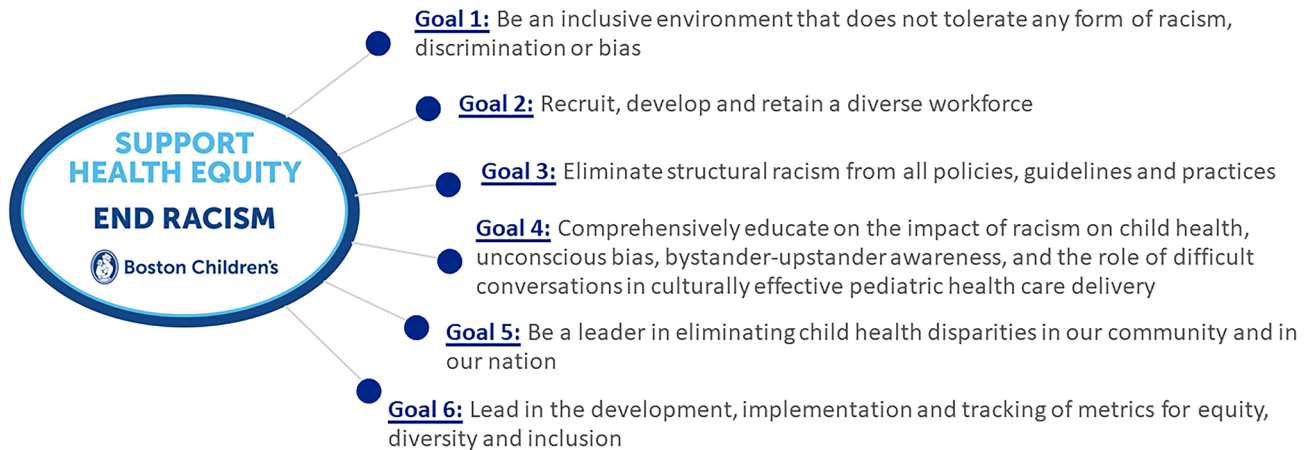 SUPPORT
HEALTH EQUITY
END RACISM
Boston Children's
Goal 1: Be an inclusive environment that does not tolerate any form of racism,
discrimination or bias
Goal 2: Recruit, develop and retain a diverse workforce
Goal 3: Eliminate structural racism from all policies, guidelines and practices
Goal 4: Comprehensively educate on the impact of racism on child health,
unconscious bias, bystander-upstander awareness, and the role of difficult
conversations in culturally effective pediatric health care delivery
Goal 5: Be a leader in eliminating child health disparities in our community and in
our nation
Goal 6: Lead in the development, implementation and tracking of metrics for equity,
diversity and inclusion